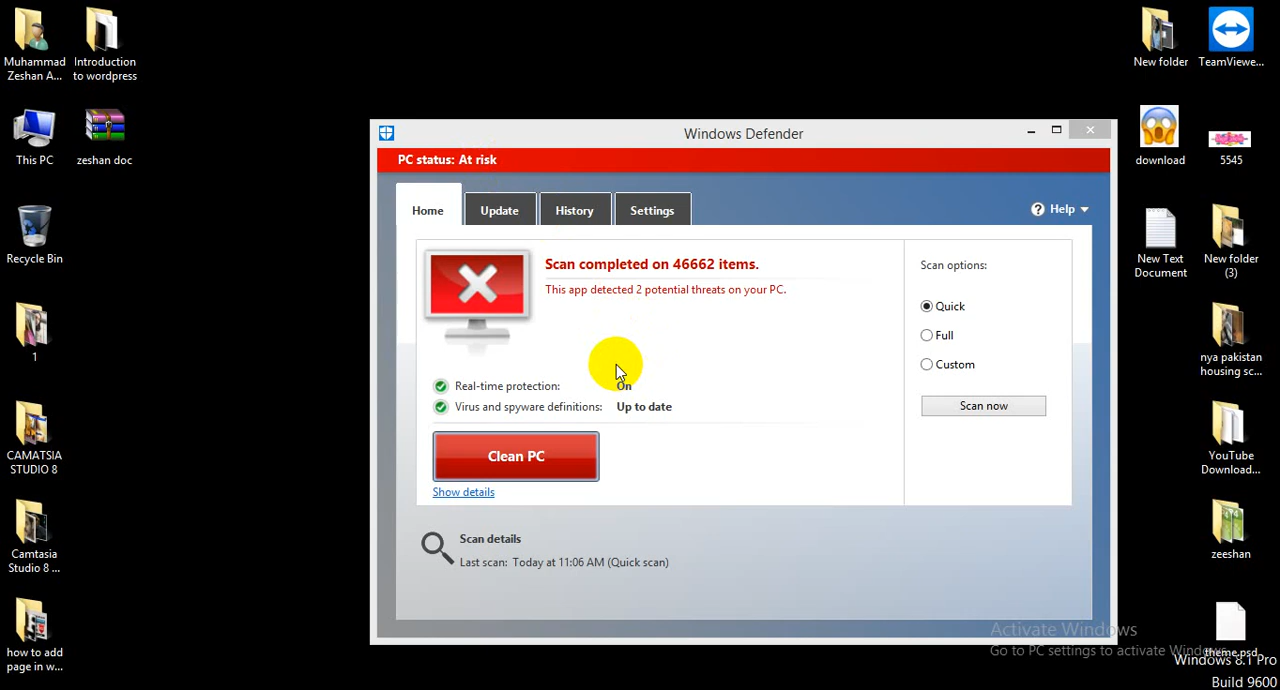 Muhammad
Zeshan A...
Introduction
to wordpress
This PC
zeshan doc
Recycle Bin
1
CAMATSIA
STUDIO 8
Camtasia
Studio 8 ...
how to add
page in w...
Windows Defender
PC status: At risk
Home
Update
History
Settings
? Help
Scan completed on 46662 items.
This app detected 2 potential threats on your PC.
Real-time protection:
On
Virus and spyware definitions:
Up to date
Clean PC
Show details
Scan options:
Quick
Full
Custom
Scan now
Scan details
Last scan: Today at 11:06 AM (Quick scan)
New folder
TeamViewe...
download
5545
New Text
Document
New folder
(3)
nya pakistan
housing sc...
YouTube
Download...
zeeshan
theme.psd
Activate Windows
Go to PC settings to activate Windows.
Windows 8.1 Pro
Build 9600